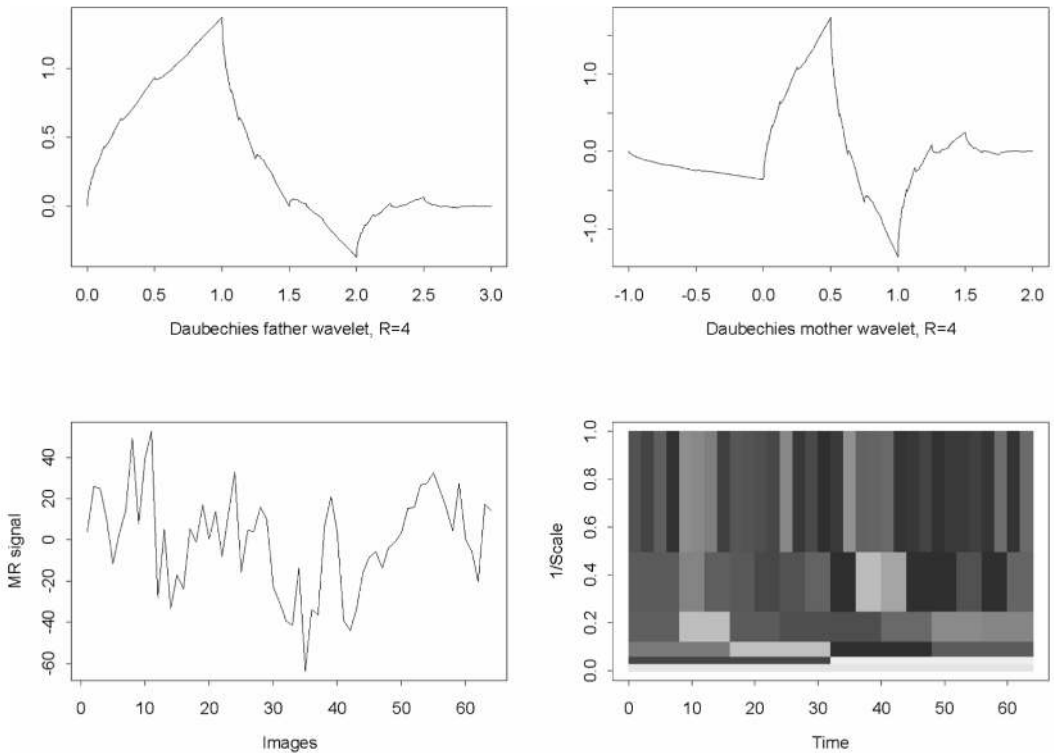 1.0
0.5
0.0
0.0 0.5 1.0 1.5 2.0 2.5 3.0
Daubechies father wavelet, R=4
1.0
0.0
-1.0
-1.0 -0.5 0.0 0.5 1.0 1.5 2.0
Daubechies mother wavelet, R=4
MR signal
40
20
0
-20
-40
-60
0 10 20 30 40 50 60
Images
1/Scale
1.0
0.8
0.6
0.4
0.2
0.0
0 10 20 30 40 50 60
Time